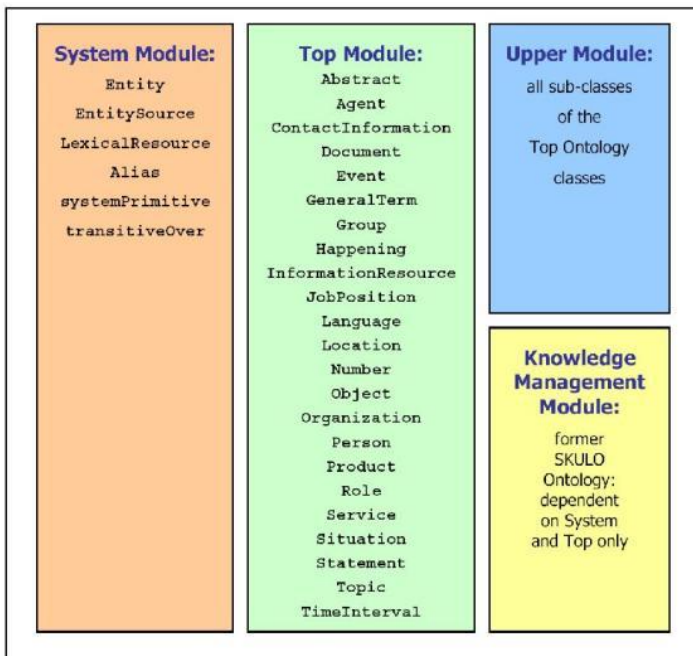 System Module:
Entity
EntitySource
LexicalResource
Alias
systemPrimitive
transitiveOver
Top Module:
Abstract
Agent
ContactInformation
Document
Event
GeneralTerm
Group
Happening
InformationResource
JobPosition
Language
Location
Number
Object
Organization
Person
Product
Role
Service
Situation
Statement
Topic
TimeInterval
Upper Module:
all sub-classes
of the
Top Ontology
classes
Knowledge
Management
Module:
former
SKULO
Ontology:
dependent
on System
and Top only